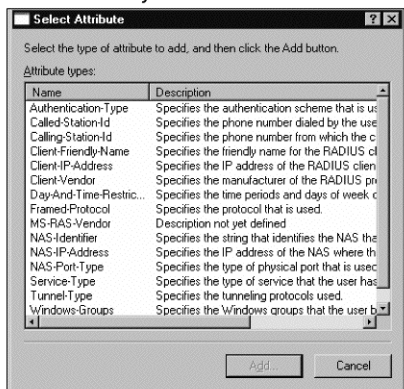 Select Attribute
Select the type of attribute to add, and then click the Add button.
Attribute types:
Name Description
Authentication-Type Specifies the authentication scheme that is us
Called-Station-Id Specifies the phone number dialed by the use
Calling-Station-Id Specifies the phone number from which the c
Client-Friendly-Name Specifies the friendly name for the RADIUS cl
Client-IP-Address Specifies the IP address of the RADIUS clien
Client-Vendor Specifies the manufacturer of the RADIUS pr
Day-And-Time-Restric... Specifies the time periods and days of week
Framed-Protocol Specifies the protocol that is used.
MS-RAS-Vendor Description not yet defined
NAS-Identifier Specifies the string that identifies the NAS tha
NAS-IP-Address Specifies the IP address of the NAS where th
NAS-Port-Type Specifies the type of physical port that is used
Service-Type Specifies the type of service that the user has
Tunnel-Type Specifies the tunneling protocols used.
Windows-Groups Specifies the Windows groups that the user b
Add... Cancel